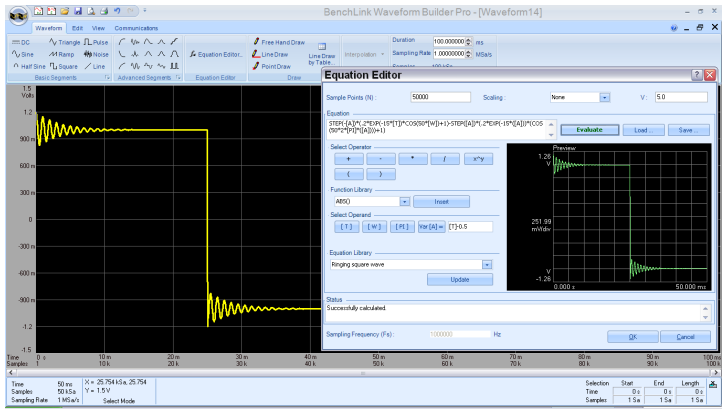 BenchLink Waveform Builder Pro - [Waveform14]
Waveform Edit View Communications
DC Triangle Pulse
Sine Ramp Noise
Half Sine Square Line
Basic Segments
Advanced Segments
Equation Editor...
Equation Editor
Free Hand Draw
Line Draw
Point Draw
Line Draw by Table...
Draw
Interpolation
Duration 100.0000000 ms
Sampling Rate 1.0000000 MSa/s
Samples 100 kSa
Equation Editor
Sample Points (N) : 50000 Scaling : None V : 5.0
Equation
STEP(-[A])*(.2*EXP(-15*[T])*COS(50*[W])+1)-STEP([A])*(.2*EXP(-15*([A]))*(COS
(50*2*[PI]*([A])))+1)
Evaluate Load ... Save ...
Select Operator
+ - * / x^y
( )
Function Library
ABS() Insert
Select Operand
[ T ] [ W ] [ PI ] Var [A] = [T]-0.5
Equation Library
Ringing square wave
Update
Preview
1.26
V
251.99
mV/div
V
-1.26
0.000 s 50.000 ms
Status
Successfully calculated.
Sampling Frequency (Fs) : 1000000 Hz
OK Cancel
1.5
Volts
1.2
900 m
600 m
300 m
0
-300 m
-600 m
-900 m
-1.2
-1.5
Time 0 s 10 m 20 m 30 m 40 m 50 m 60 m 70 m 80 m 90 m 100 ms
Samples 1 10 k 20 k 30 k 40 k 50 k 60 k 70 k 80 k 90 k 100 k
Time 50 ms X = 25.754 kSa, 25.754
Samples 50 kSa Y = 1.5 V
Sampling Rate 1 MSa/s Select Mode
Selection Start End Length
Time 0 s 0 s 0 s
Samples 1 Sa 1 Sa 1 Sa